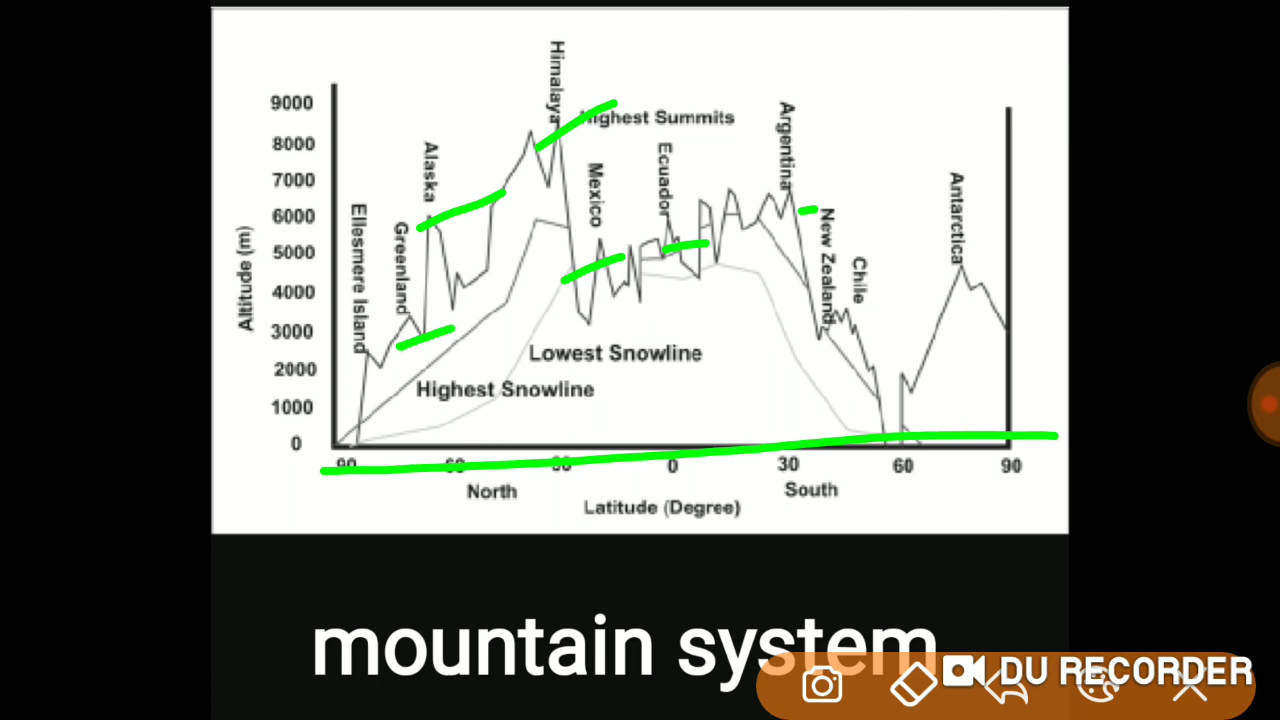 Himalaya
9000
Highest Summits
Argentina
8000
Alaska
Mexico
Ecuador
7000
Antarctica
6000
Ellesmere Island
Greenland
New Zealand
5000
Chile
Altitude (m)
4000
3000
Lowest Snowline
2000
Highest Snowline
1000
0
90
60
30
0
30
60
90
North
South
Latitude (Degree)
mountain system
DU RECORDER